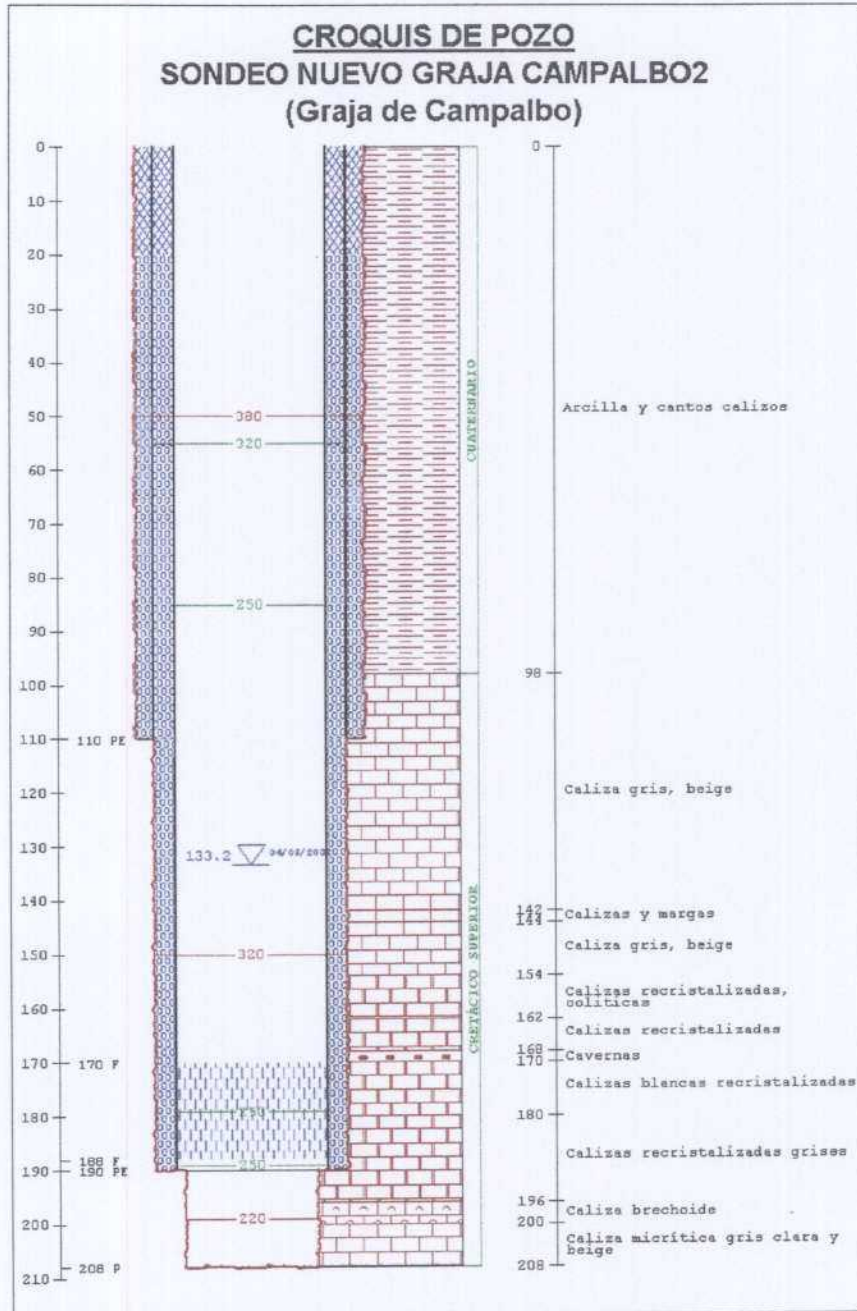 CROQUIS DE POZO
SONDEO NUEVO GRAJA CAMPALBO2
(Graja de Campalbo)
0
10
20
30
40
50
60
70
80
90
100
110
110 PE
120
130
140
150
160
170
170 F
180
188 F
190
190 PE
200
208 P
210
380
320
250
133.2
320
250
220
CUATERNARIO
CRETÁCICO SUPERIOR
0
Arcilla y cantos calizos
98
Caliza gris, beige
142
Calizas y margas
144
Caliza gris, beige
154
Calizas recristalizadas,
oolíticas
162
Calizas recristalizadas
168
Cavernas
170
Calizas blancas recristalizadas
180
Calizas recristalizadas grises
196
Caliza brechoide
200
Caliza micrítica gris clara y
beige
208